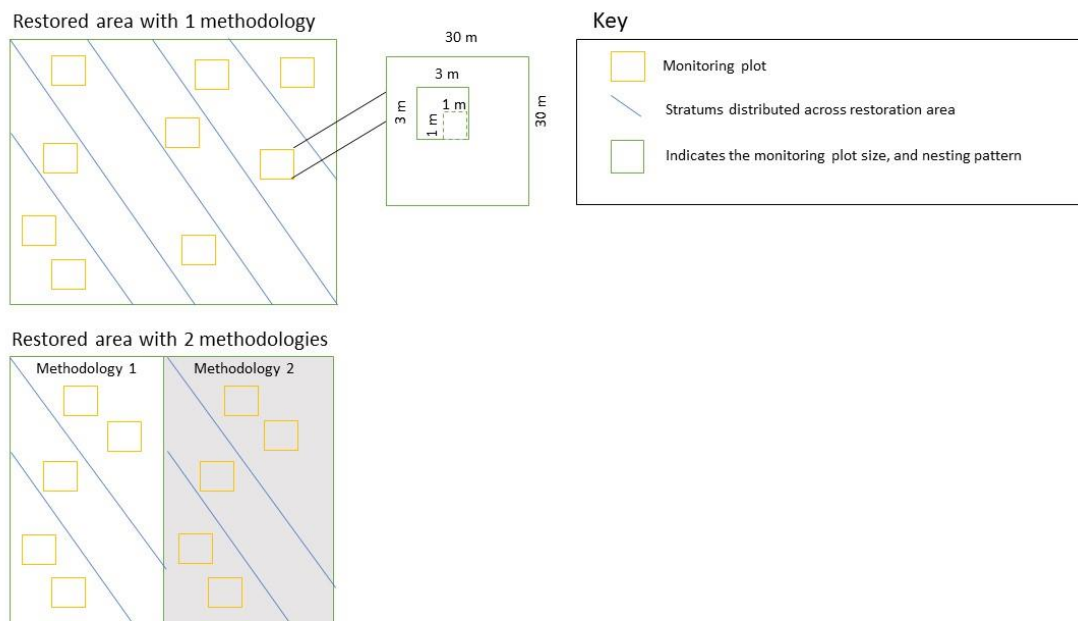 Restored area with 1 methodology
30 m
3 m
3 m
1 m
1 m
30 m
Key
Monitoring plot
Stratums distributed across restoration area
Indicates the monitoring plot size, and nesting pattern
Restored area with 2 methodologies
Methodology 1
Methodology 2